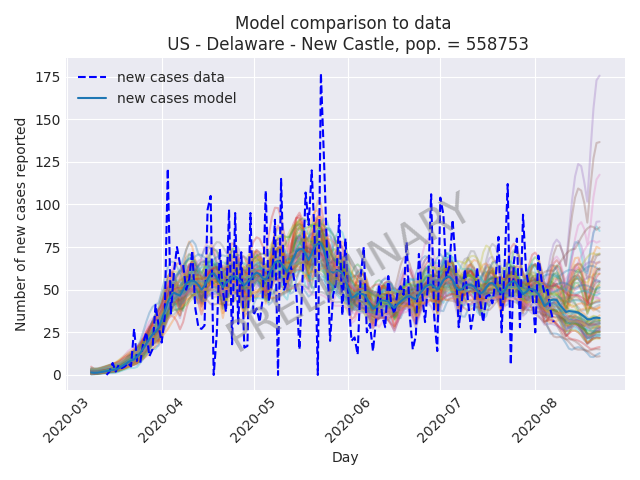 Model comparison to data
US - Delaware - New Castle, pop. = 558753
new cases data
new cases model
Number of new cases reported
175
150
125
100
75
50
25
0
PRELIMINARY
2020-03
2020-04
2020-05
2020-06
2020-07
2020-08
Day